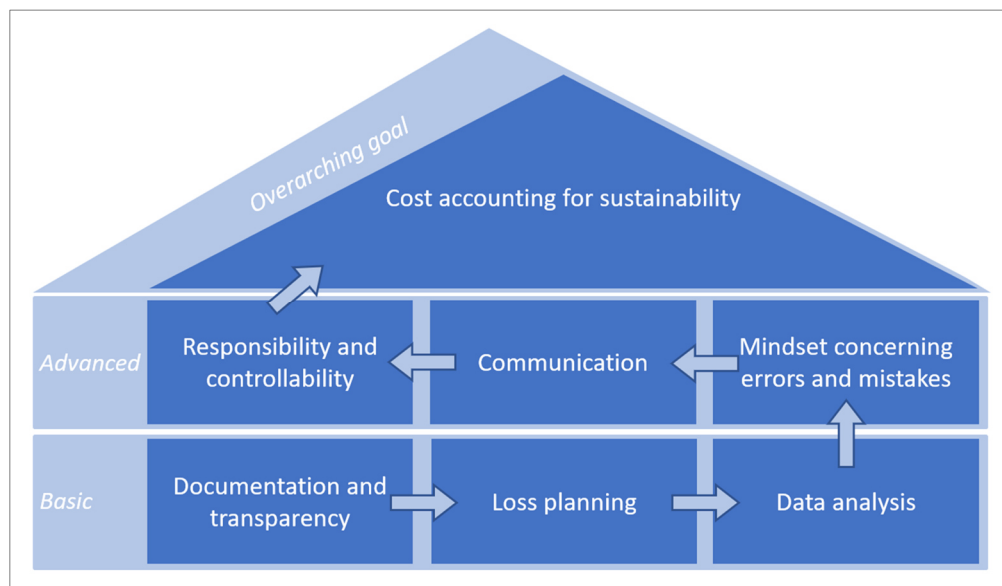 Overarching goal
Cost accounting for sustainability
Advanced
Responsibility and
controllability
Communication
Mindset concerning
errors and mistakes
Basic
Documentation and
transparency
Loss planning
Data analysis